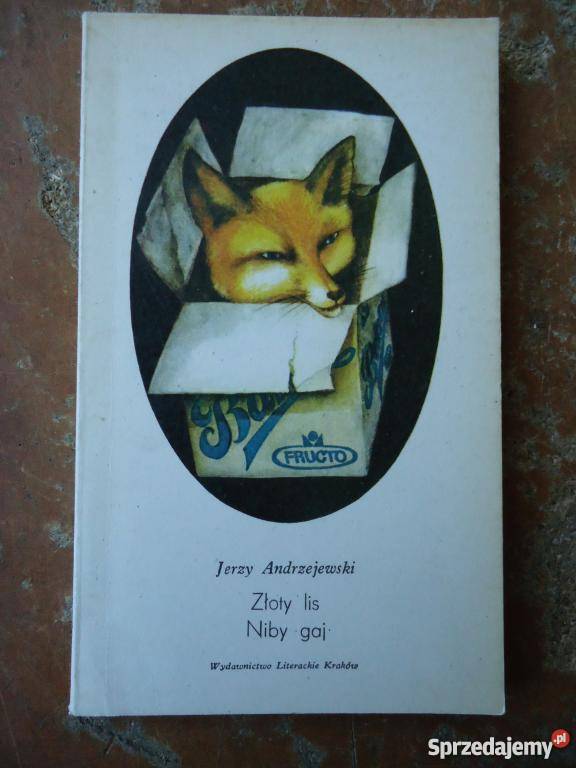 FRUCTO
Jerzy Andrzejewski
Złoty lis
Niby gaj
Wydawnictwo Literackie Kraków
Sprzedajemy.pl